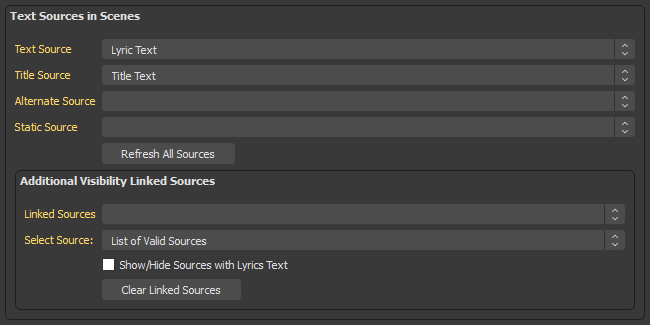 Text Sources in Scenes
Text Source Lyric Text
Title Source Title Text
Alternate Source
Static Source
Refresh All Sources
Additional Visibility Linked Sources
Linked Sources
Select Source: List of Valid Sources
Show/Hide Sources with Lyrics Text
Clear Linked Sources